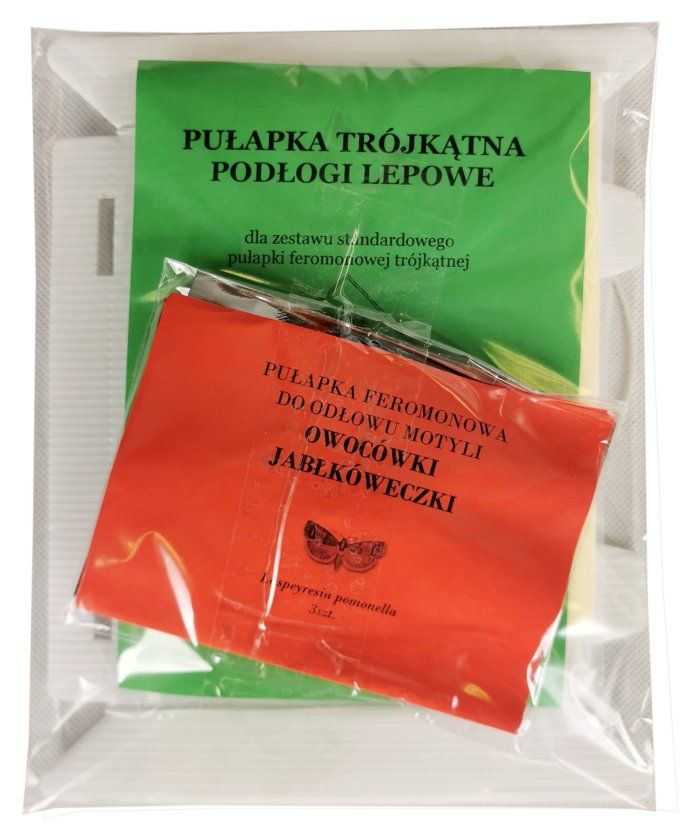 PUŁAPKA TRÓJKĄTNA
PODŁOGI LEPOWE
dla zestawu standardowego
pułapki feromonowej trójkątnej
PUŁAPKA FEROMONOWA
DO ODŁOWU MOTYLI
OWOCÓWKI
JABŁKÓWECZKI
Laspeyresia pomonella
3szt.